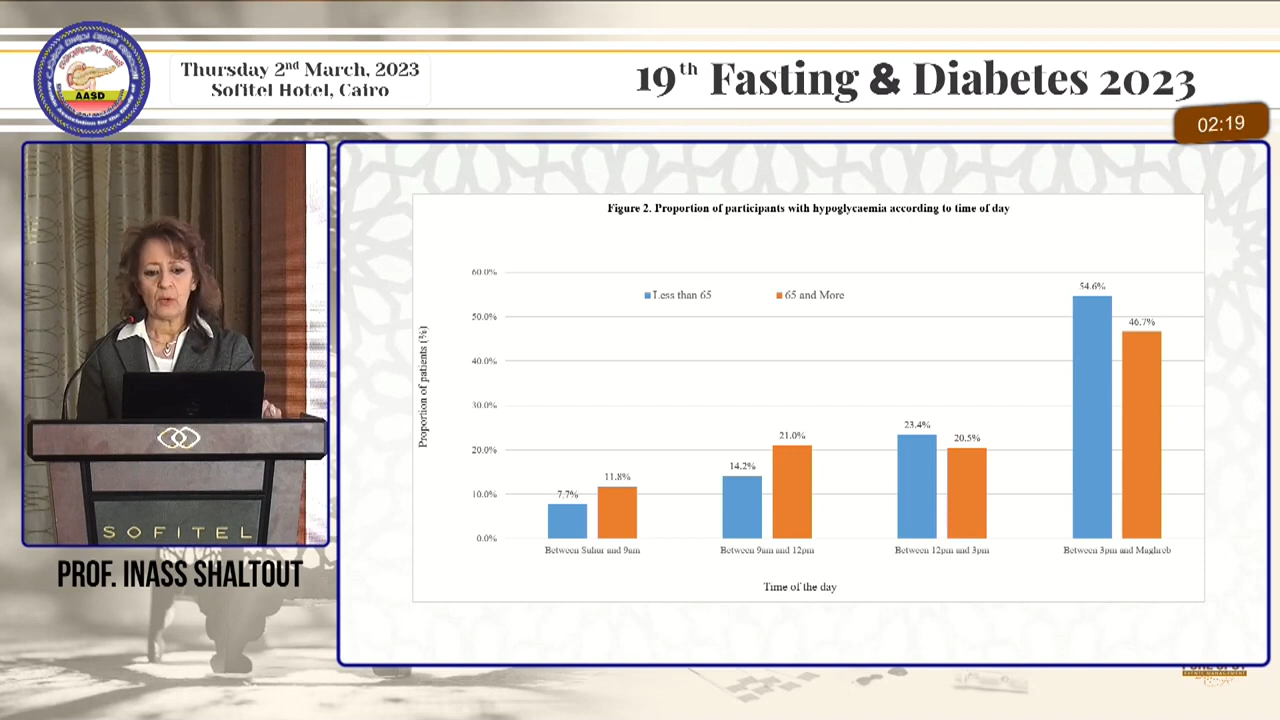 AASD
Thursday 2nd March, 2023
Sofitel Hotel, Cairo
19th Fasting & Diabetes 2023
02:19
Figure 2. Proportion of participants with hypoglycaemia according to time of day
60.0%
50.0%
40.0%
30.0%
20.0%
10.0%
0.0%
Proportion of patients (%)
Less than 65
65 and More
7.7%
11.8%
14.2%
21.0%
23.4%
20.5%
54.6%
46.7%
Between Suhur and 9am
Between 9am and 12pm
Between 12pm and 3pm
Between 3pm and Maghreb
Time of the day
SOFITEL
PROF. INASS SHALTOUT
EVENTS MANAGEMENT